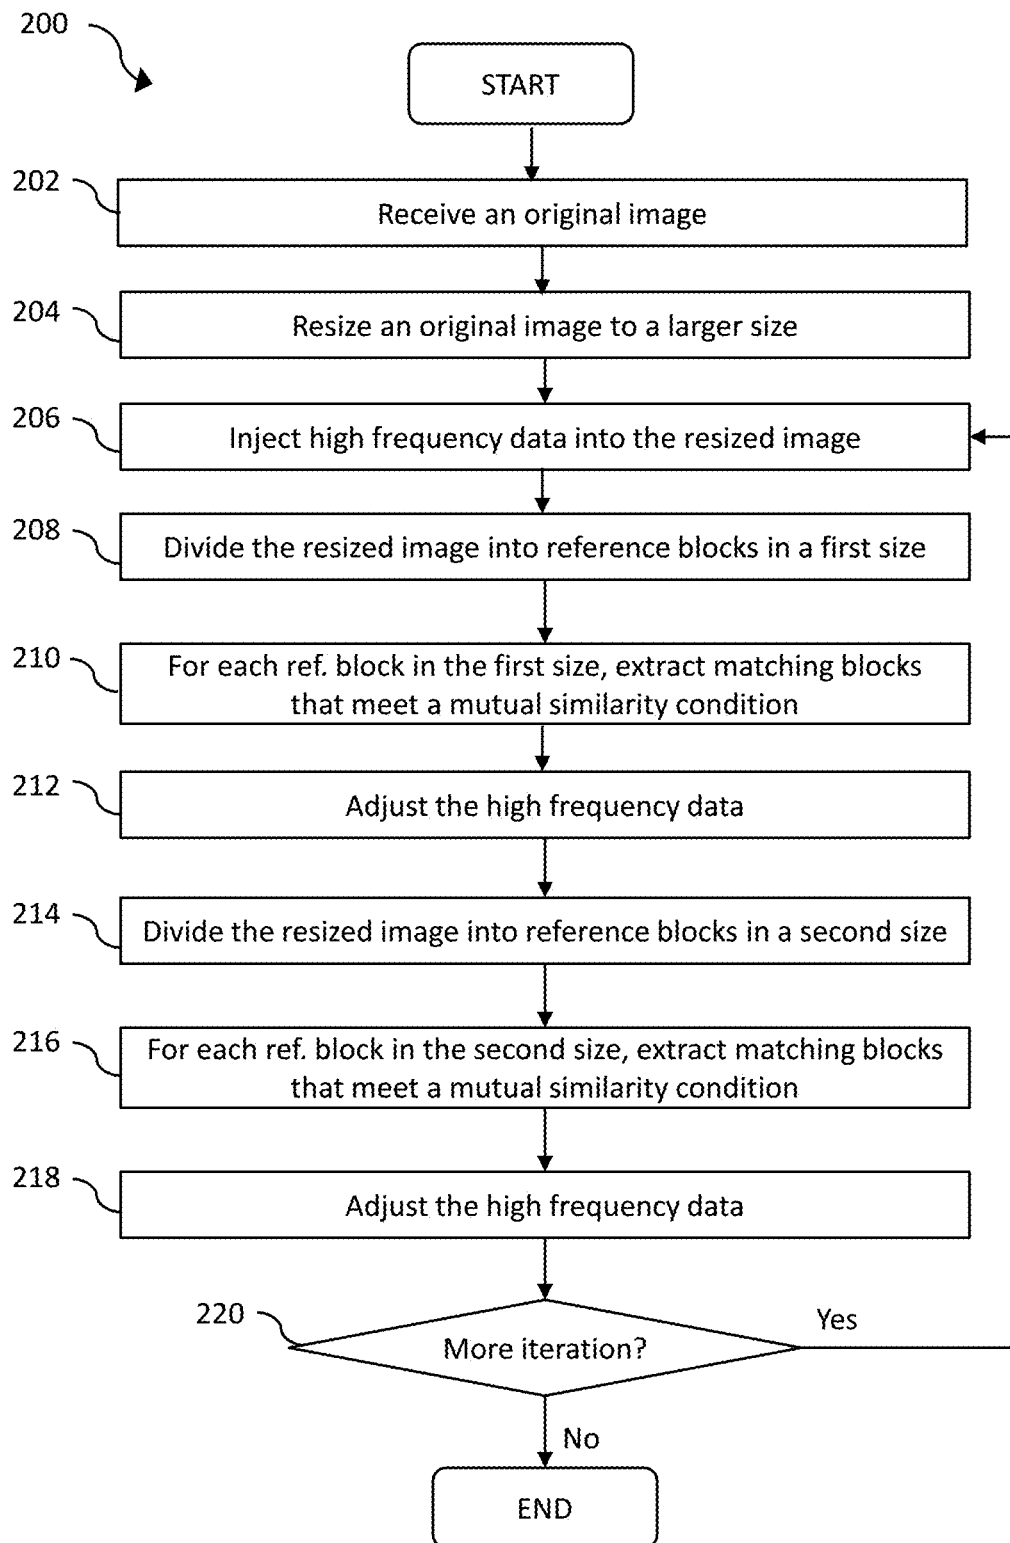 200
START
202
Receive an original image
204
Resize an original image to a larger size
206
Inject high frequency data into the resized image
208
Divide the resized image into reference blocks in a first size
210
For each ref. block in the first size, extract matching blocks
that meet a mutual similarity condition
212
Adjust the high frequency data
214
Divide the resized image into reference blocks in a second size
216
For each ref. block in the second size, extract matching blocks
that meet a mutual similarity condition
218
Adjust the high frequency data
220
More iteration?
Yes
No
END